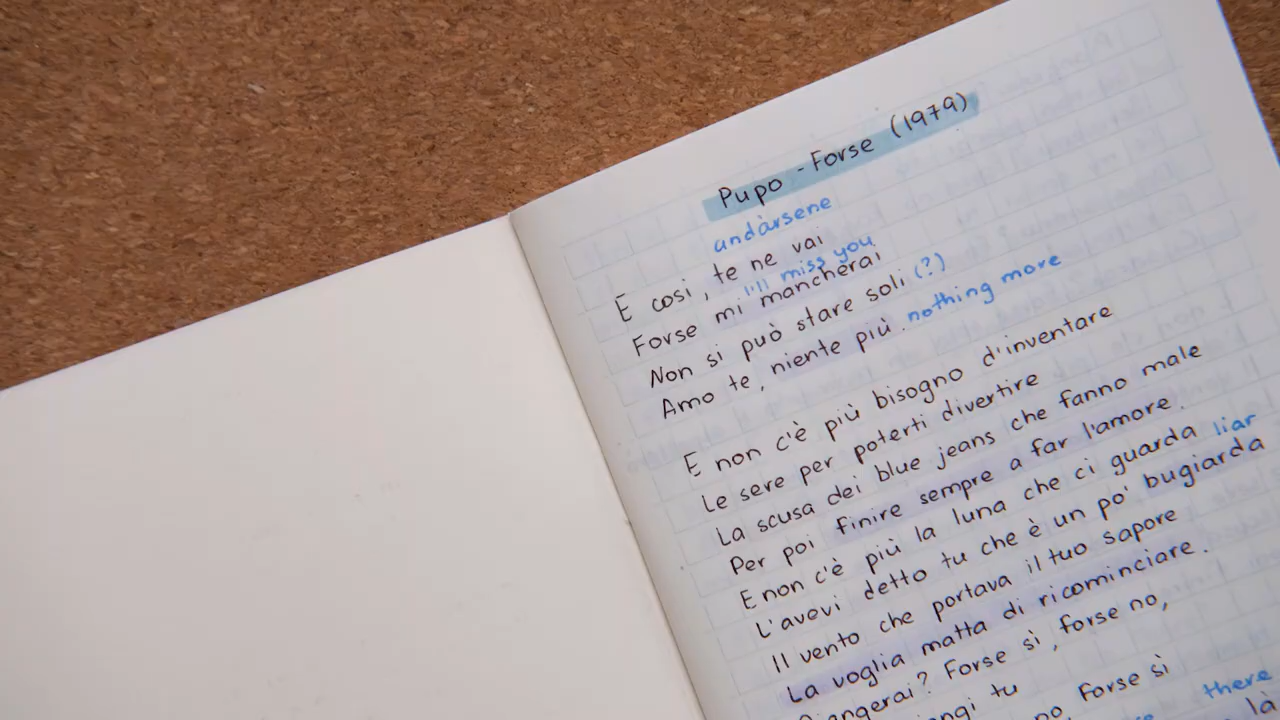 Pupo - Forse (1979)
andàrsene
E così, te ne vai
I'll miss you
Forse mi mancherai
Non si può stare soli (?)
Amo te, niente più. nothing more
E non c'è più bisogno d'inventare
Le sere per poterti divertire
La scusa dei blue jeans che fanno male
Per poi finire sempre a far l'amore.
E non c'è più la luna che ci guarda liar
L'avevi detto tu che è un po' bugiarda
Il vento che portava il tuo sapore
La voglia matta di ricominciare.
Forse sì, forse no,
tu
no, Forse sì
there
là